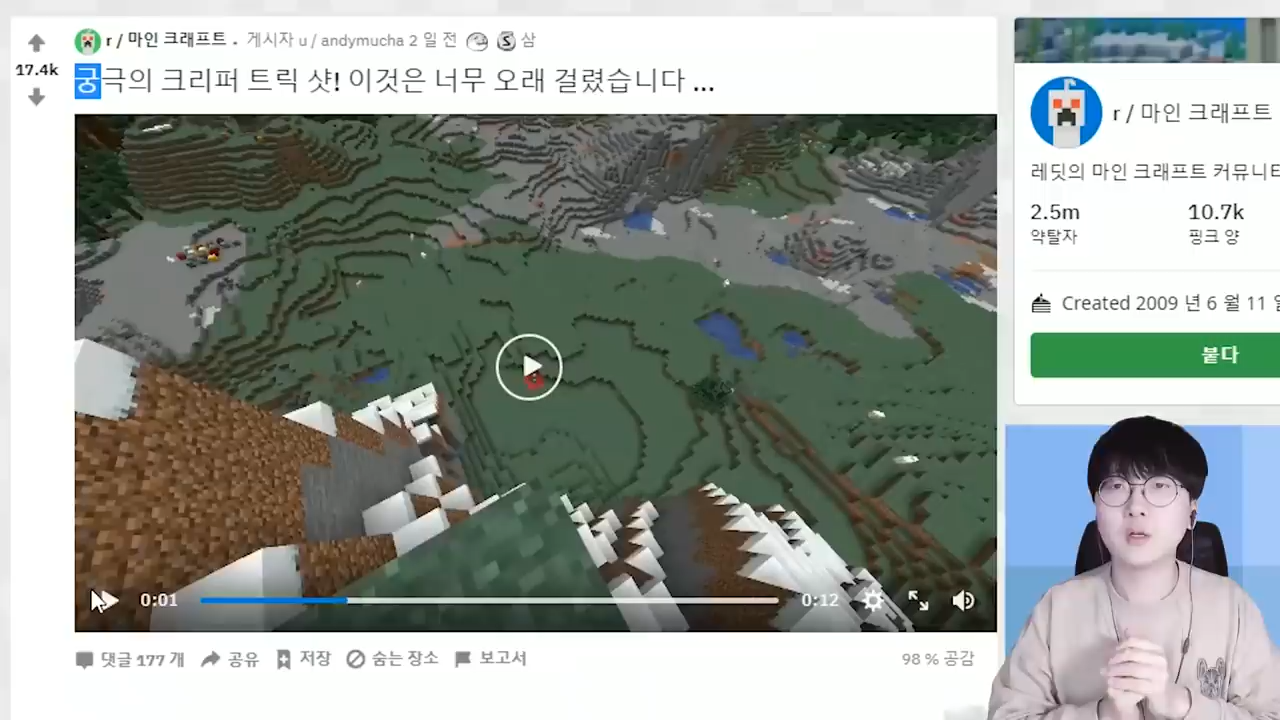 r / 마인 크래프트 . 게시자 u / andymucha 2 일 전 S 삼
17.4k
궁극의 크리퍼 트릭 샷! 이것은 너무 오래 걸렸습니다 ...
0:01
0:12
댓글 177 개 공유 저장 숨는 장소 보고서
98 % 공감
r / 마인 크래프트
레딧의 마인 크래프트 커뮤니티
2.5m 10.7k
약탈자 핑크 양
Created 2009 년 6 월 11
붙다